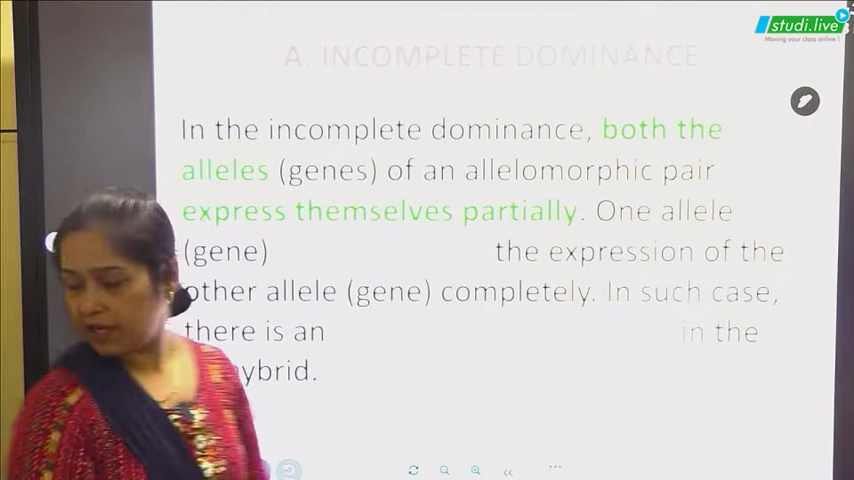 studi.live
Moving your class online !
A. INCOMPLETE DOMINANCE
In the incomplete dominance, both the
alleles (genes) of an allelomorphic pair
express themselves partially. One allele
(gene) the expression of the
other allele (gene) completely. In such case,
there is an in the
hybrid.